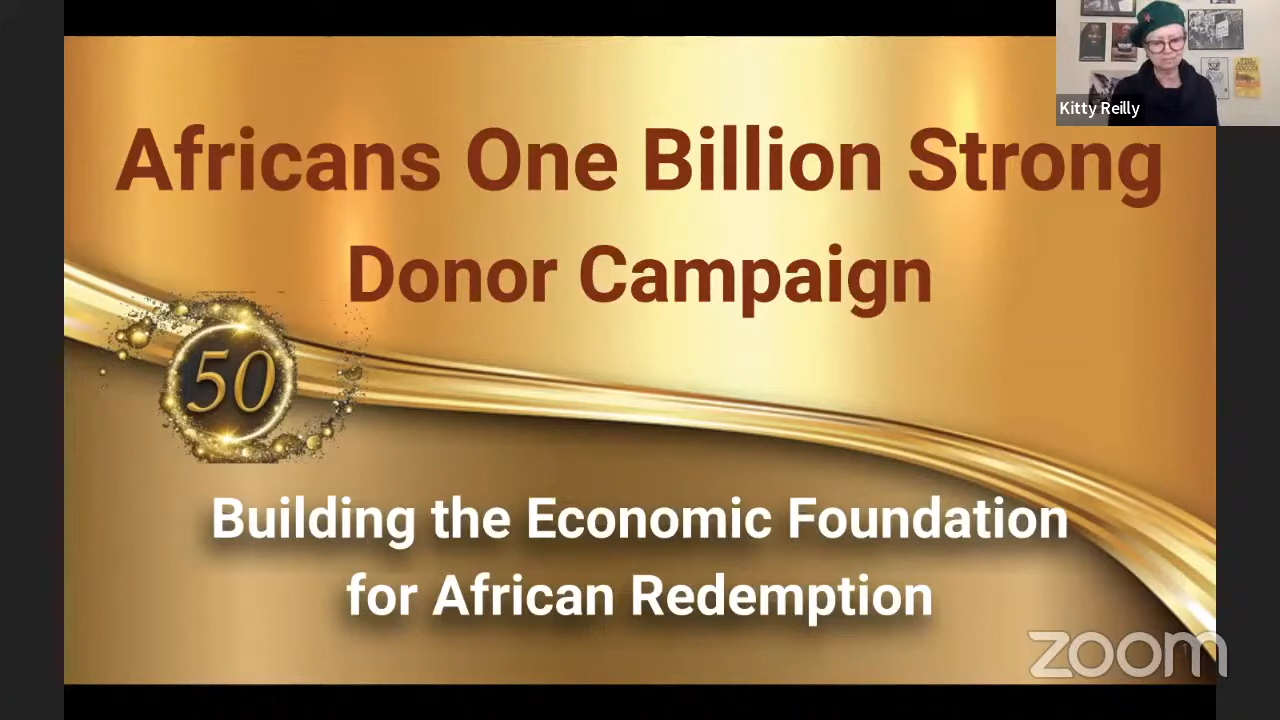 Kitty Reilly
Africans One Billion Strong
Donor Campaign
50
Building the Economic Foundation
for African Redemption
zoom